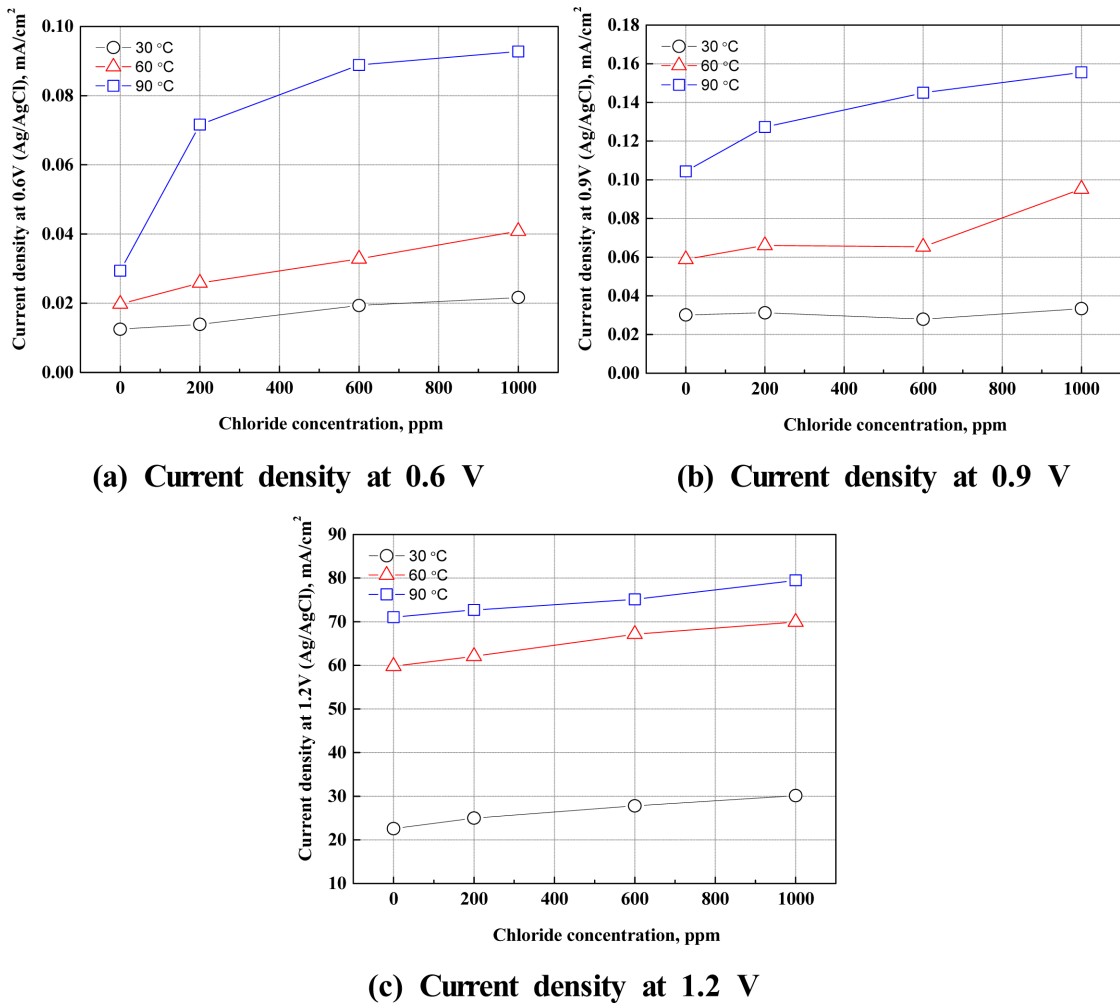 Current density at 0.6V (Ag/AgCl), mA/cm²
0.10
0.08
0.06
0.04
0.02
0.00
30 °C
60 °C
90 °C
0 200 400 600 800 1000
Chloride concentration, ppm
(a) Current density at 0.6 V
Current density at 0.9V (Ag/AgCl), mA/cm²
0.18
0.16
0.14
0.12
0.10
0.08
0.06
0.04
0.02
0.00
30 °C
60 °C
90 °C
0 200 400 600 800 1000
Chloride concentration, ppm
(b) Current density at 0.9 V
Current density at 1.2V (Ag/AgCl), mA/cm²
90
80
70
60
50
40
30
20
10
30 °C
60 °C
90 °C
0 200 400 600 800 1000
Chloride concentration, ppm
(c) Current density at 1.2 V